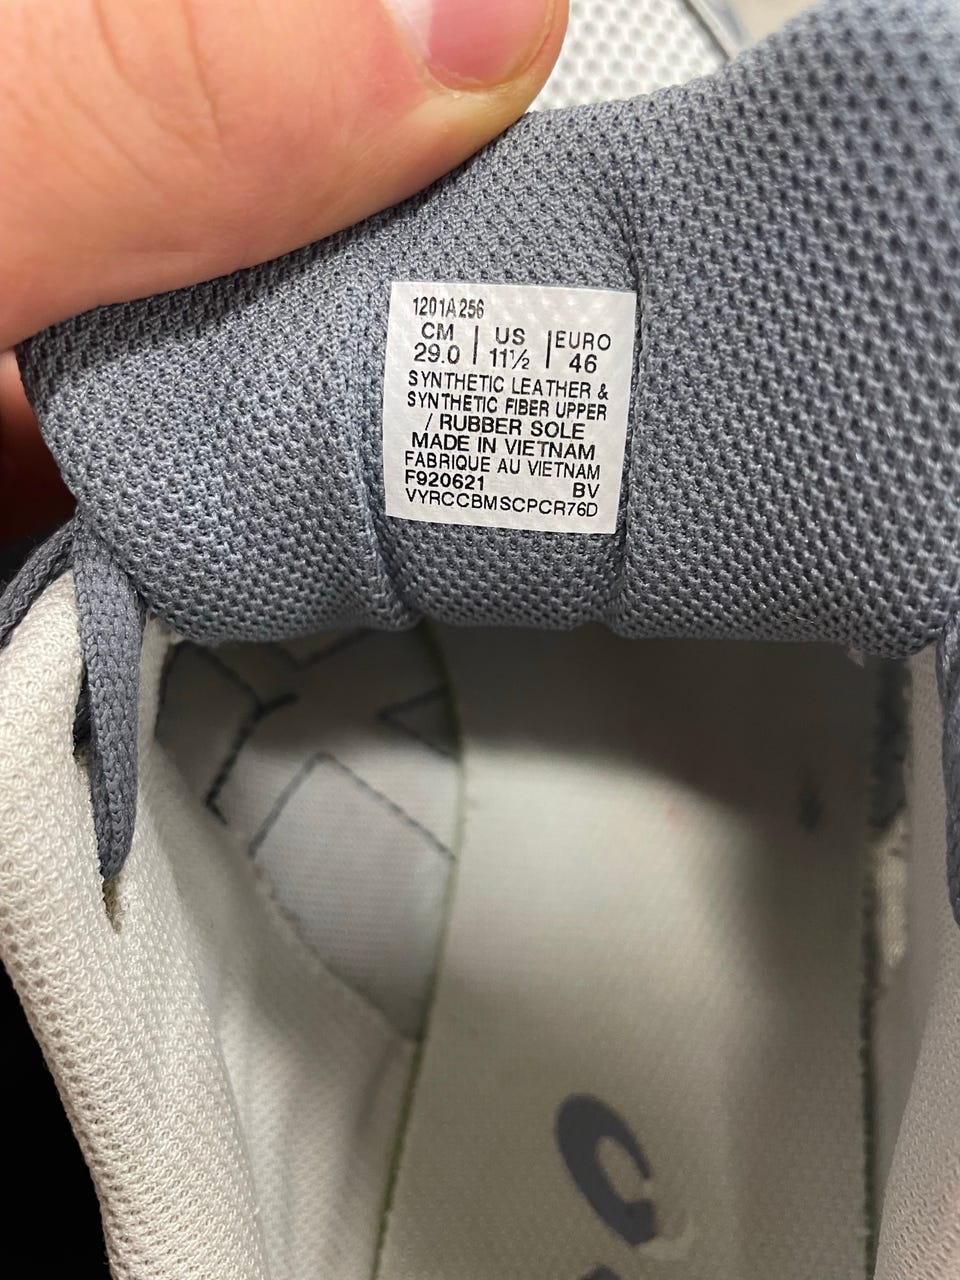 1201A256
CM | US | EURO
29.0 | 11½ | 46
SYNTHETIC LEATHER &
SYNTHETIC FIBER UPPER
/ RUBBER SOLE
MADE IN VIETNAM
FABRIQUE AU VIETNAM
F920621 BV
VYRCCBMSCPCR76D